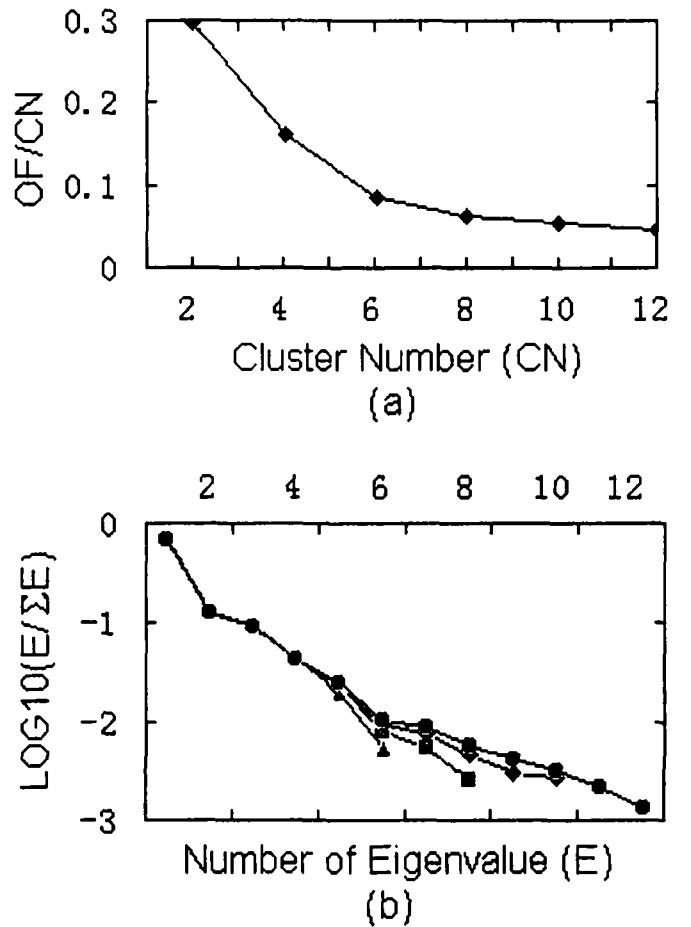 0.3
0.2
0.1
0
OF/CN
2 4 6 8 10 12
Cluster Number (CN)
(a)
2 4 6 8 10 12
0
-1
-2
-3
LOG10(E/ΣE)
Number of Eigenvalue (E)
(b)